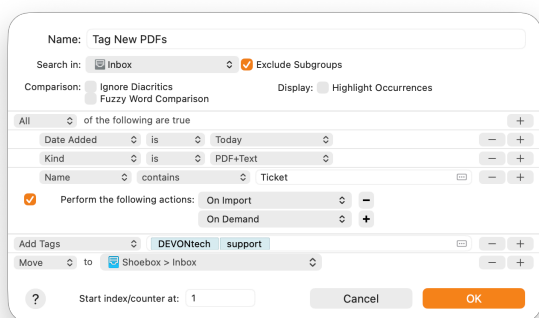 Name: Tag New PDFs
Search in: Inbox Exclude Subgroups
Comparison: Ignore Diacritics Display: Highlight Occurrences
Fuzzy Word Comparison
All of the following are true +
Date Added is Today − +
Kind is PDF+Text − +
Name contains Ticket − +
Perform the following actions: On Import −
On Demand +
Add Tags DEVONtech support − +
Move to Shoebox > Inbox − +
? Start index/counter at: 1 Cancel OK